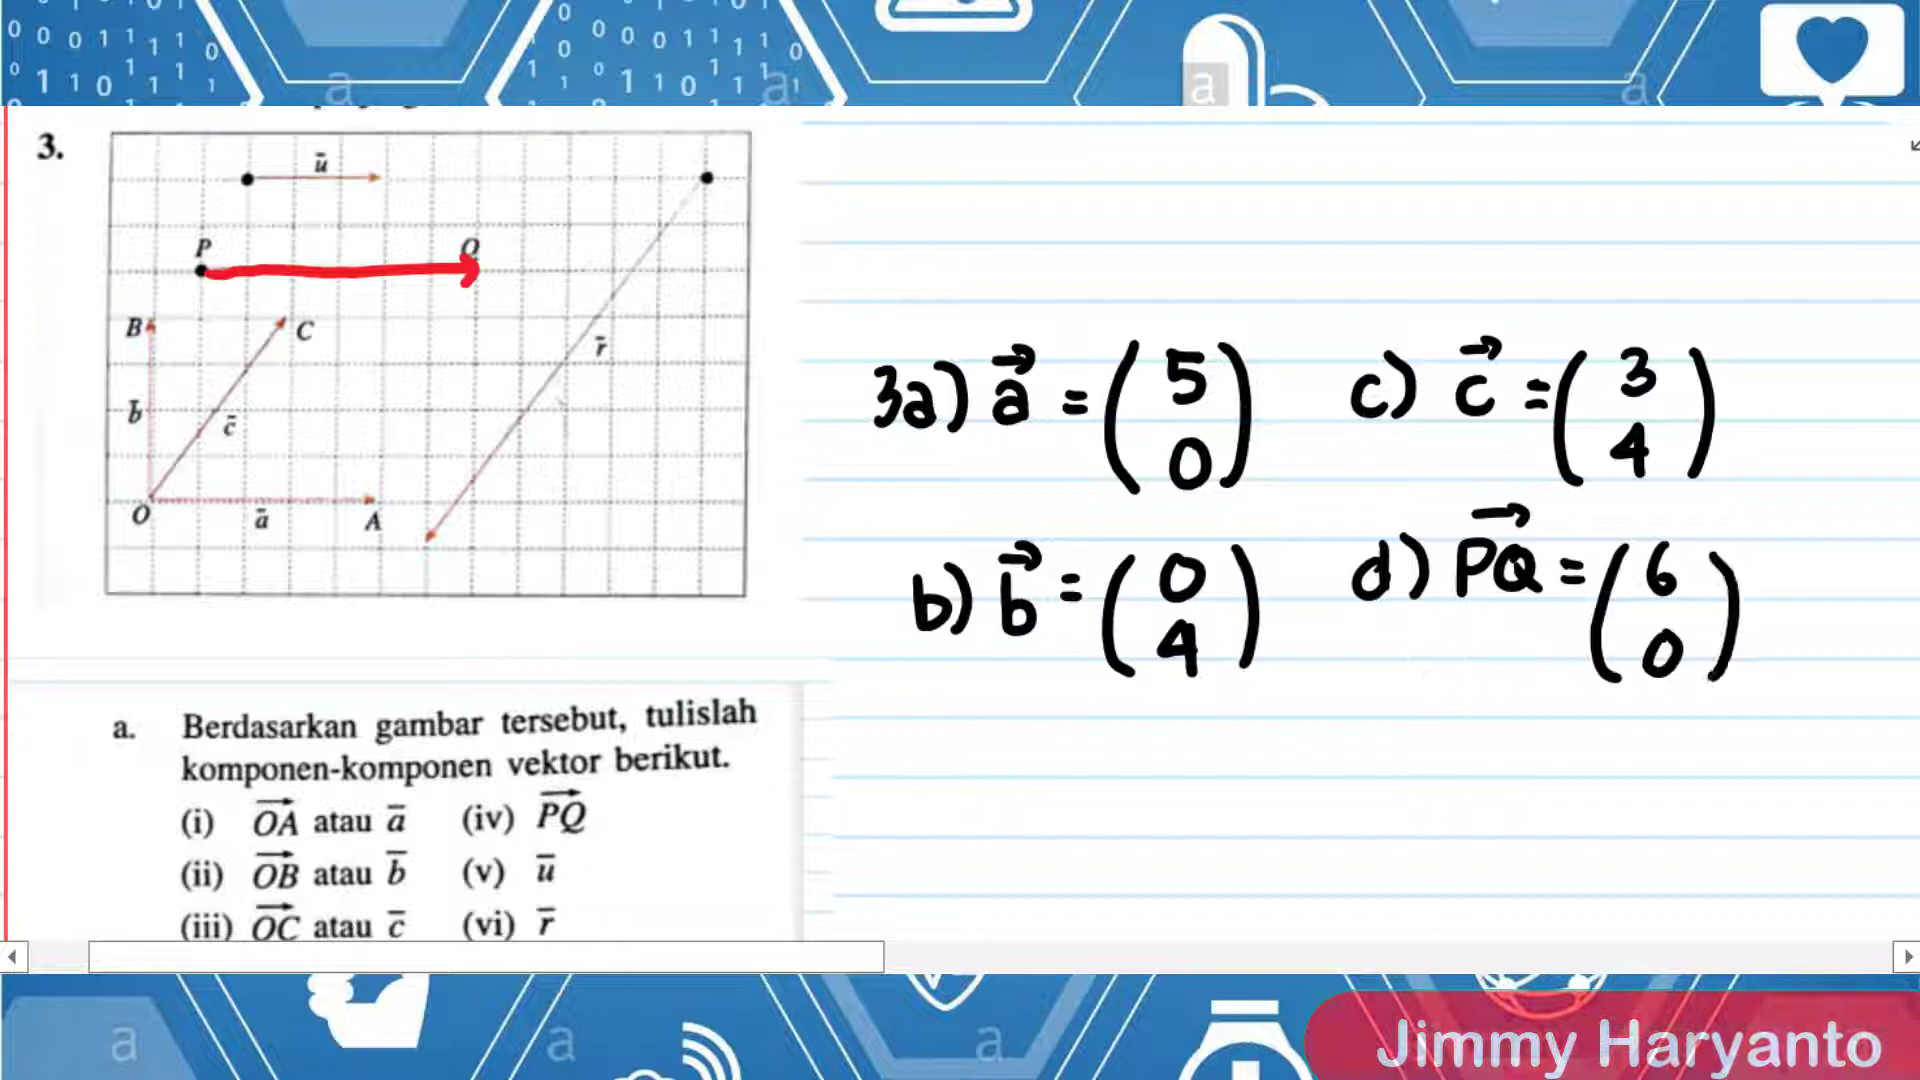 3.
ū
P
Q
B
C
r̄
b̄
c̄
O
ā
A
3a) a⃗ = (5 0)
c) c⃗ = (3 4)
b) b⃗ = (0 4)
d) PQ⃗ = (6 0)
a. Berdasarkan gambar tersebut, tulislah
komponen-komponen vektor berikut.
(i) OA⃗ atau ā (iv) PQ⃗
(ii) OB⃗ atau b̄ (v) ū
(iii) OC⃗ atau c̄ (vi) r̄
Jimmy Haryanto